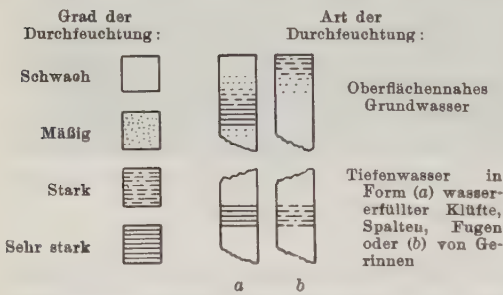 Grad der
Durchfeuchtung:
Art der
Durchfeuchtung:
Schwach
Mäßig
Stark
Sehr stark
Oberflächennahes
Grundwasser
Tiefenwasser in
Form (a) wasser-
erfüllter Klüfte,
Spalten, Fugen
oder (b) von Ge-
rinnen
a
b